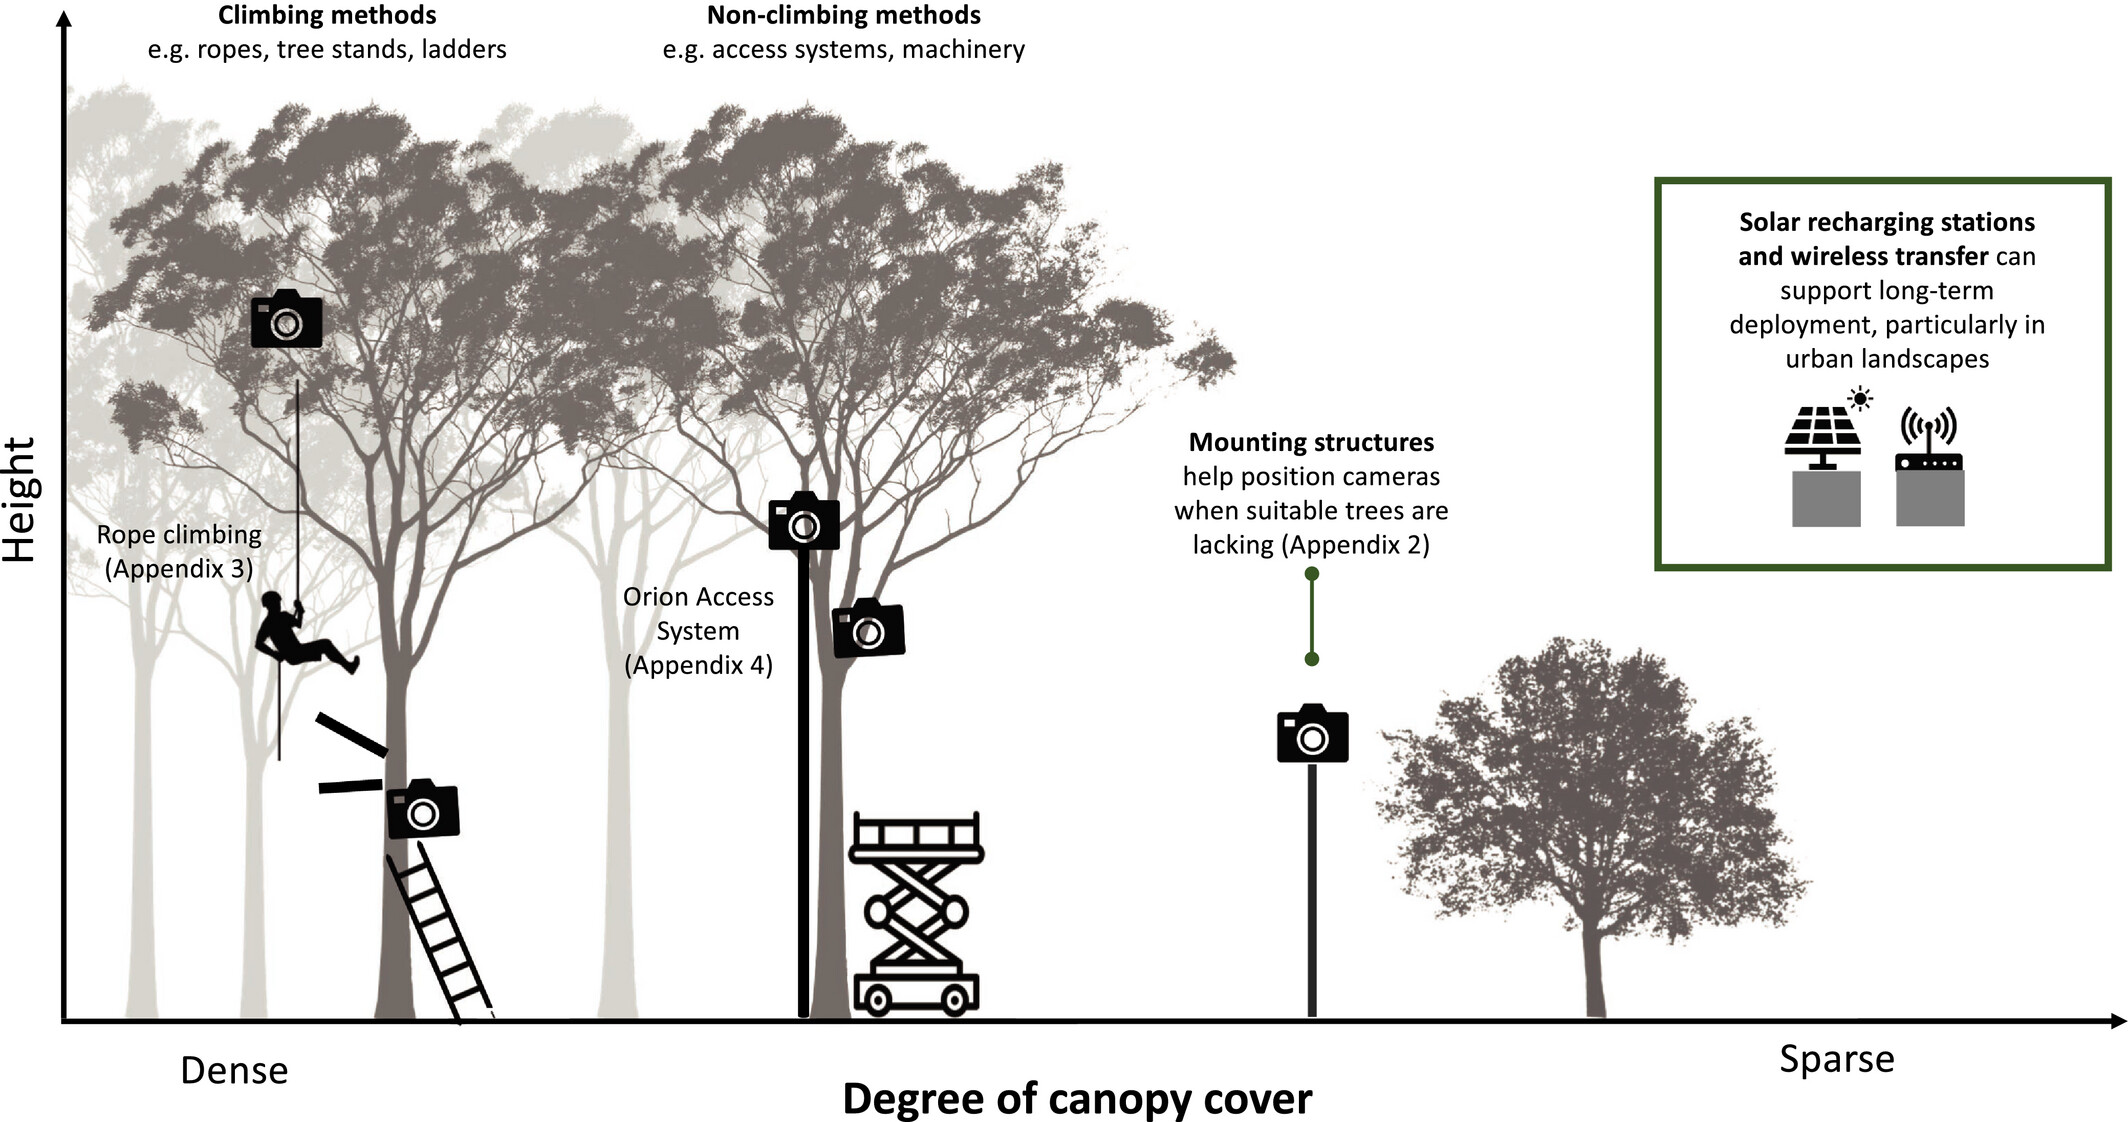 Climbing methods
e.g. ropes, tree stands, ladders
Non-climbing methods
e.g. access systems, machinery
Solar recharging stations
and wireless transfer can
support long-term
deployment, particularly in
urban landscapes
Mounting structures
help position cameras
when suitable trees are
lacking (Appendix 2)
Rope climbing
(Appendix 3)
Orion Access
System
(Appendix 4)
Height
Dense
Sparse
Degree of canopy cover